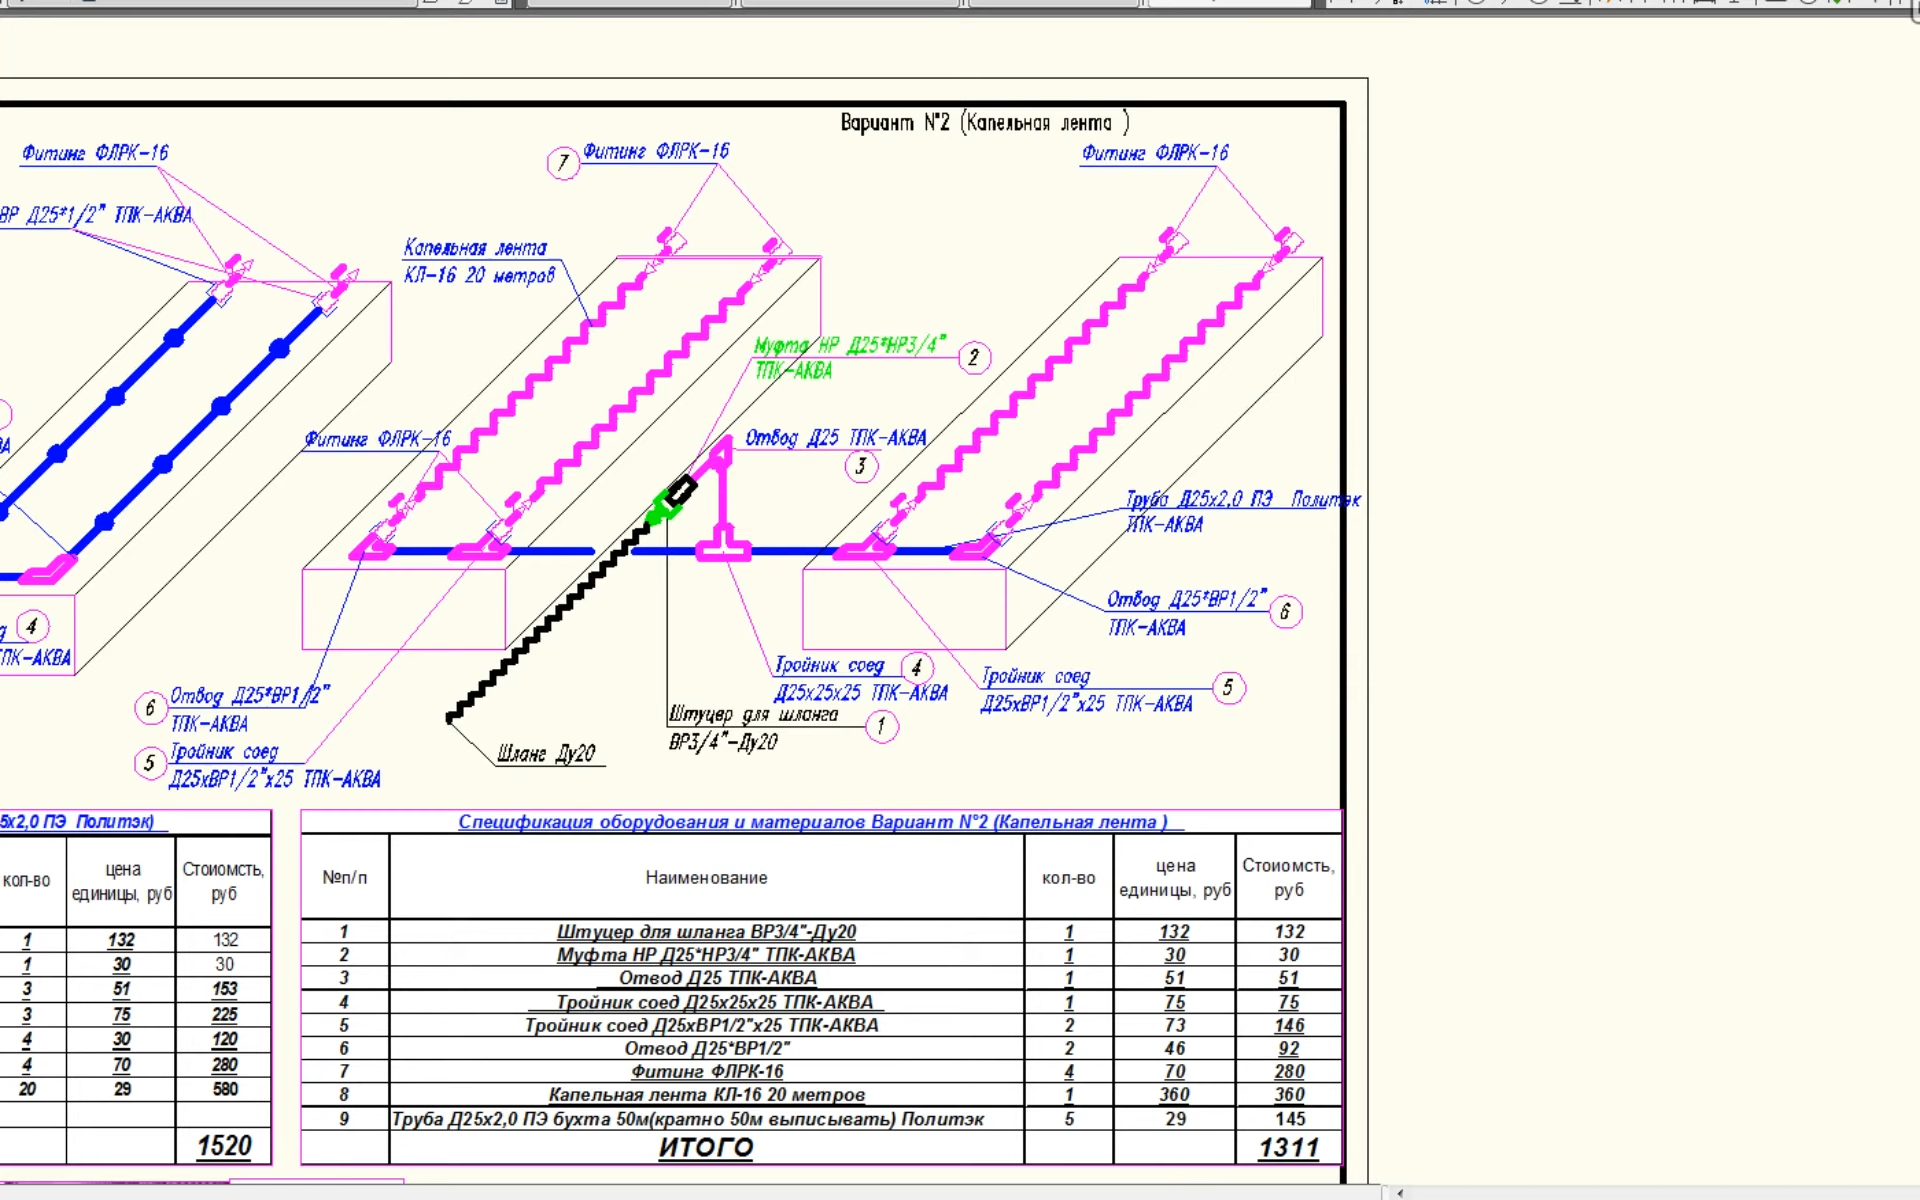 Вариант N°2 (Капельная лента )
Фитинг ФЛРК-16
7
Фитинг ФЛРК-16
Фитинг ФЛРК-16
ВР Д25*1/2" ТПК-АКВА
Капельная лента
КЛ-16 20 метров
Муфта НР Д25*НР3/4"
ТПК-АКВА
2
Фитинг ФЛРК-16
Отвод Д25 ТПК-АКВА
3
Труба Д25х2,0 ПЭ Политэк
ТПК-АКВА
Отвод Д25*ВР1/2"
ТПК-АКВА
6
4
ТПК-АКВА
Тройник соед
Д25х25х25 ТПК-АКВА
4
Тройник соед
Д25хВР1/2"х25 ТПК-АКВА
5
6
Отвод Д25*ВР1/2"
ТПК-АКВА
Штуцер для шланга
ВР3/4"-Ду20
1
5
Тройник соед
Д25хВР1/2"х25 ТПК-АКВА
Шланг Ду20
5х2,0 ПЭ Политэк)
кол-во цена единицы, руб Стоиомсть, руб
1 132 132
1 30 30
3 51 153
3 75 225
4 30 120
4 70 280
20 29 580
1520
Спецификация оборудования и материалов Вариант N°2 (Капельная лента )
№п/п Наименование кол-во цена единицы, руб Стоиомсть, руб
1 Штуцер для шланга ВР3/4"-Ду20 1 132 132
2 Муфта НР Д25*НР3/4" ТПК-АКВА 1 30 30
3 Отвод Д25 ТПК-АКВА 1 51 51
4 Тройник соед Д25х25х25 ТПК-АКВА 1 75 75
5 Тройник соед Д25хВР1/2"х25 ТПК-АКВА 2 73 146
6 Отвод Д25*ВР1/2" 2 46 92
7 Фитинг ФЛРК-16 4 70 280
8 Капельная лента КЛ-16 20 метров 1 360 360
9 Труба Д25х2,0 ПЭ бухта 50м(кратно 50м выписывать) Политэк 5 29 145
ИТОГО 1311